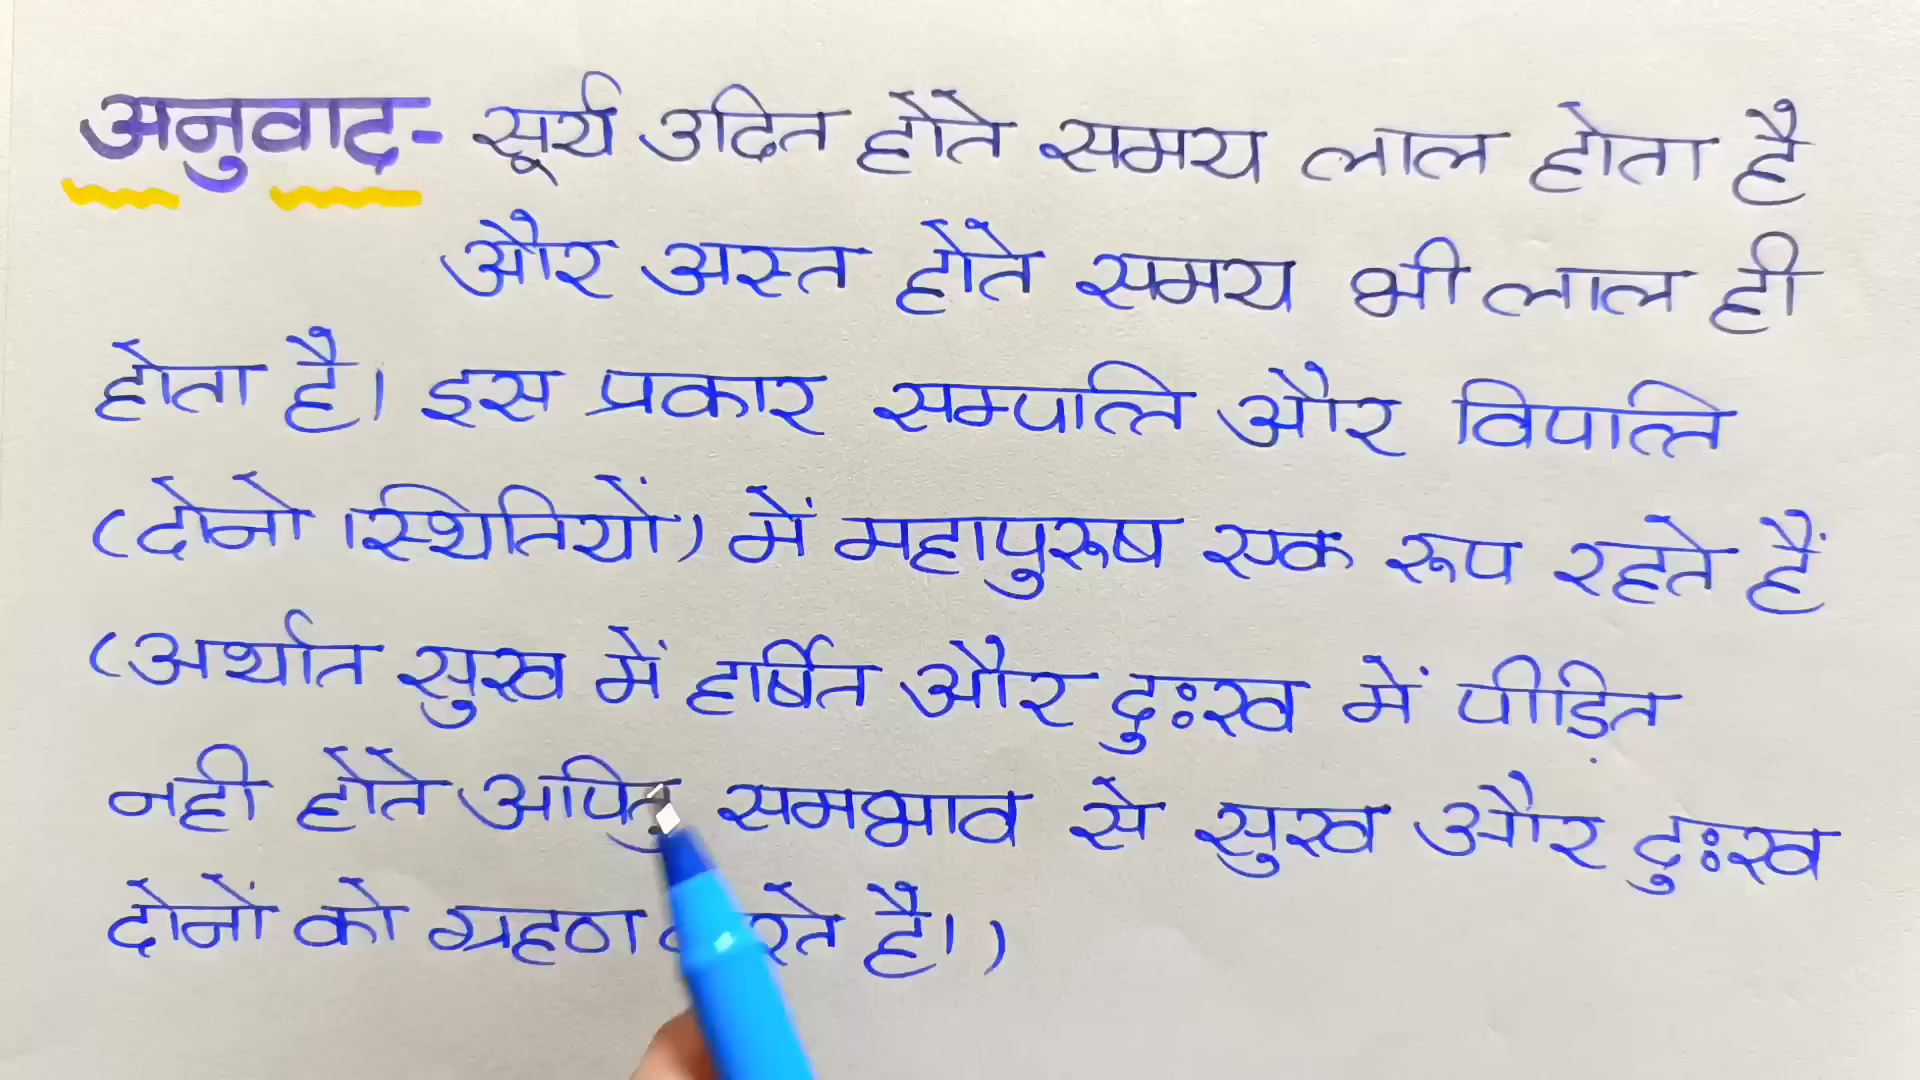 अनुवाद- सूर्य उदित होते समय लाल होता है
और अस्त होते समय भी लाल ही
होता है। इस प्रकार सम्पत्ति और विपत्ति
(दोनो स्थितियों) में महापुरूष एक रूप रहते हैं
(अर्थात सुख में हर्षित और दुःख में पीड़ित
नही होते अपितु समभाव से सुख और दुःख
दोनों को ग्रहण है।)